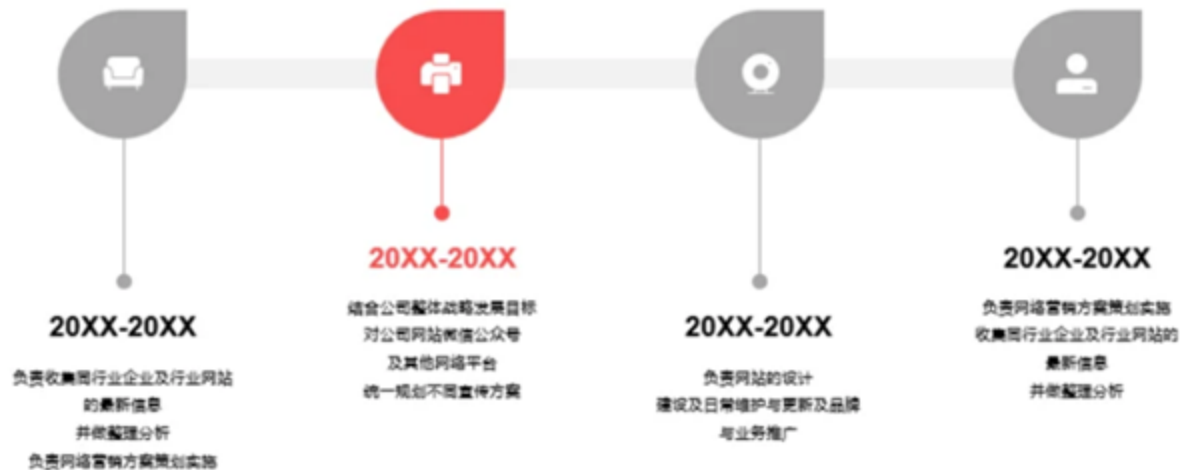 20XX-20XX
负责收集同行业企业及行业网站
的最新信息
并做整理分析
负责网络营销方案策划实施
20XX-20XX
结合公司整体战略发展目标
对公司网站微信公众号
及其他网络平台
统一规划不同宣传方案
20XX-20XX
负责网站的设计
建设及日常维护与更新及品牌
与业务推广
20XX-20XX
负责网络营销方案策划实施
收集同行业企业及行业网站的
最新信息
并做整理分析